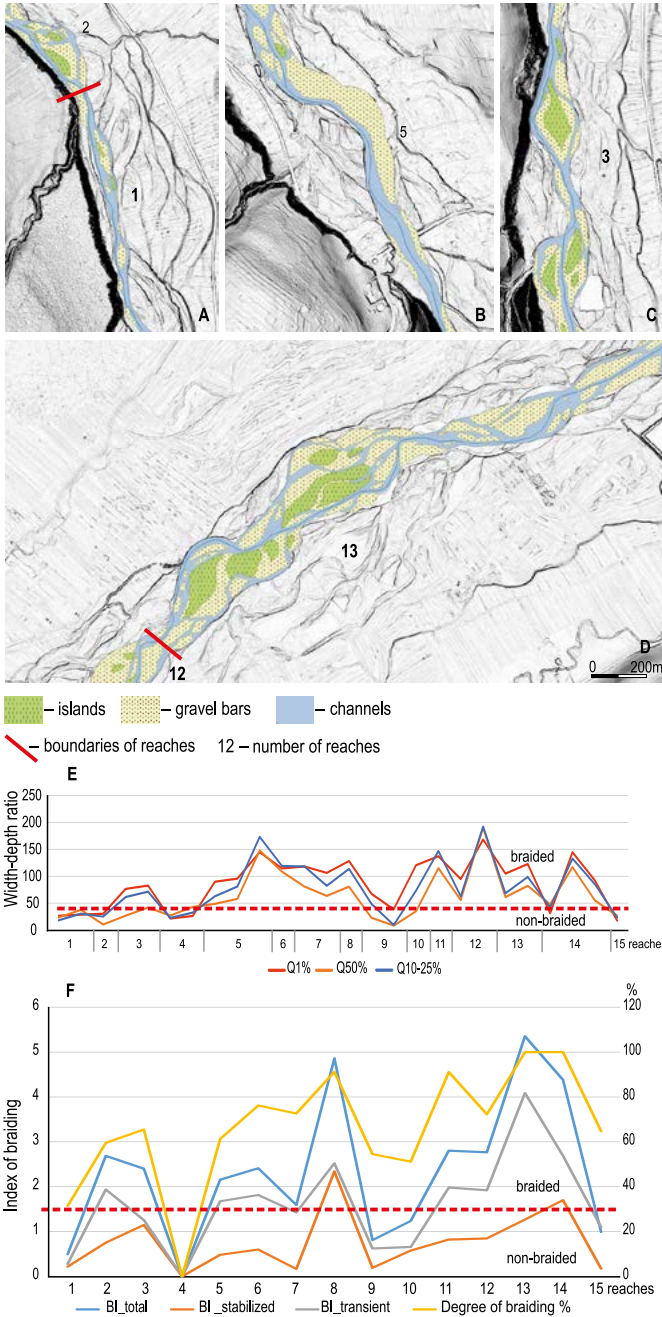 2
1
A
5
B
3
C
13
12
D
0 200m
– islands – gravel bars – channels
– boundaries of reaches 12 – number of reaches
E
Width-depth ratio
250
200
150
100
50
0
braided
non-braided
1 2 3 4 5 6 7 8 9 10 11 12 13 14 15 reache
Q1% Q50% Q10-25%
F
Index of braiding
6
5
4
3
2
1
0
%
120
100
80
60
40
20
0
braided
non-braided
1 2 3 4 5 6 7 8 9 10 11 12 13 14 15 reaches
BI_total BI_stabilized BI_transient Degree of braiding %